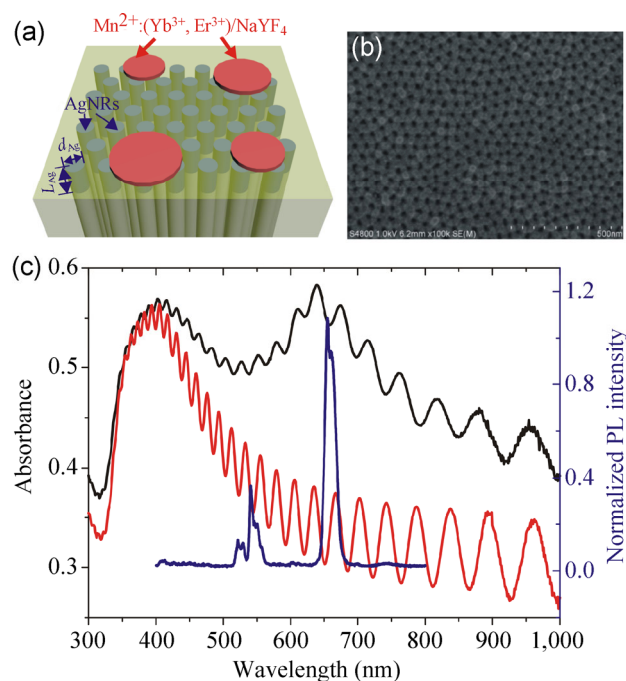 (a)
Mn²⁺:(Yb³⁺, Er³⁺)/NaYF₄
AgNRs
d_Ag
L_Ag
(b)
S4800 1.0kV 6.2mm x100k SE(M)
500nm
(c)
Absorbance
0.6
0.5
0.4
0.3
Normalized PL intensity
1.2
0.8
0.4
0.0
300 400 500 600 700 800 900 1,000
Wavelength (nm)